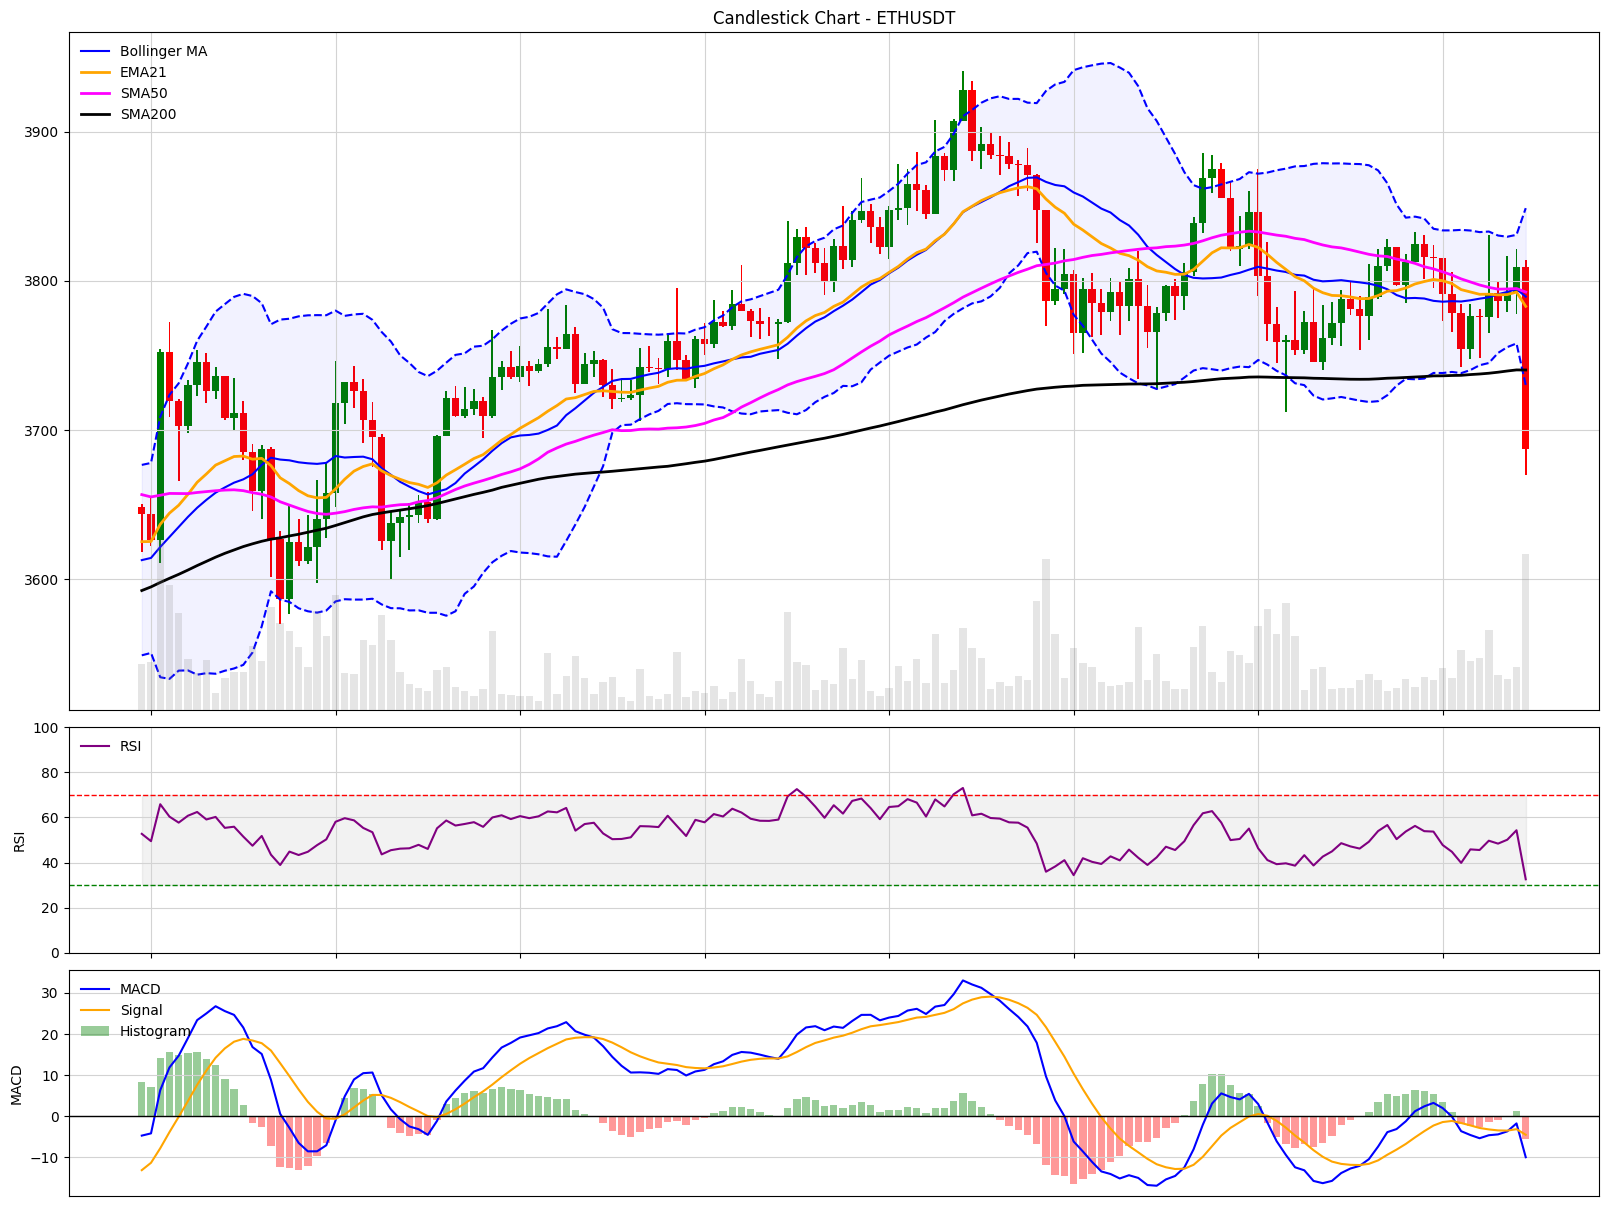 Candlestick Chart - ETHUSDT
Bollinger MA
EMA21
SMA50
SMA200
3900
3800
3700
3600
100
80
60
40
20
0
RSI
RSI
30
20
10
0
−10
MACD
MACD
Signal
Histogram